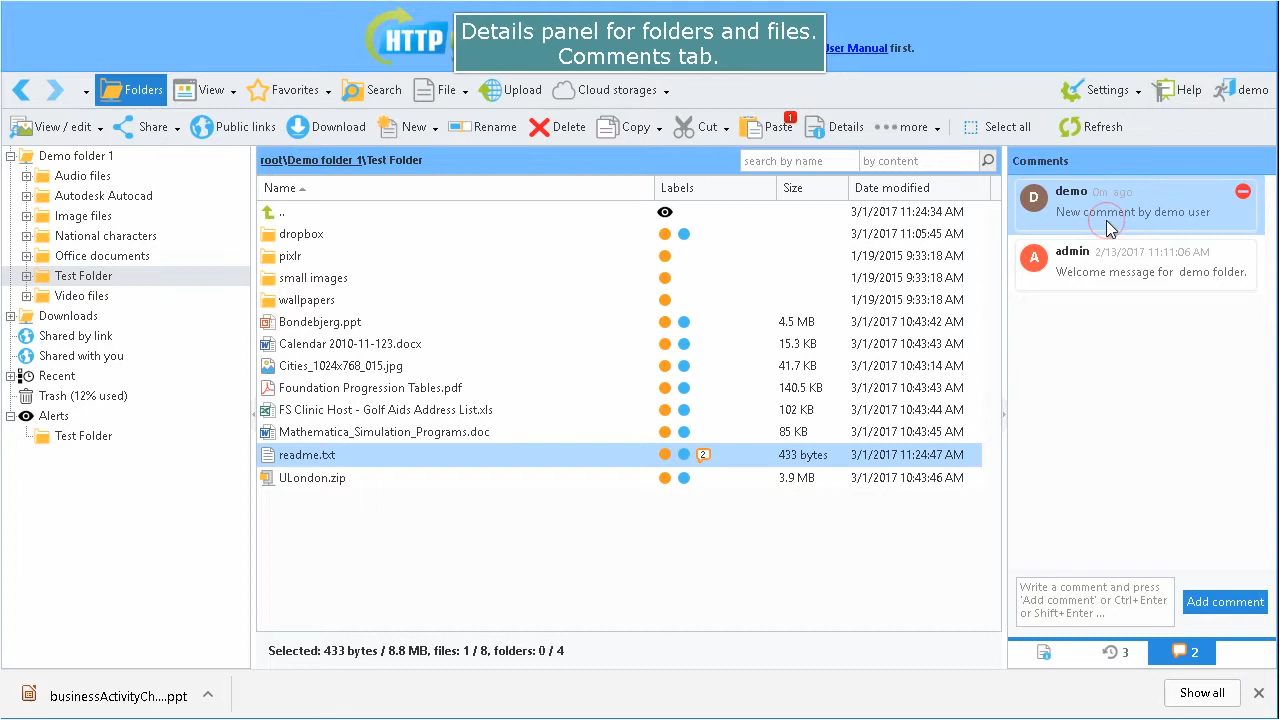 HTTP
Details panel for folders and files.
Comments tab.
User Manual first.
Folders View Favorites Search File Upload Cloud storages Settings Help demo
View / edit Share Public links Download New Rename Delete Copy Cut Paste 1 Details more Select all Refresh
Demo folder 1
Audio files
Autodesk Autocad
Image files
National characters
Office documents
Test Folder
Video files
Downloads
Shared by link
Shared with you
Recent
Trash (12% used)
Alerts
Test Folder
root\Demo folder 1\Test Folder search by name by content
Name Labels Size Date modified
.. 3/1/2017 11:24:34 AM
dropbox 3/1/2017 11:05:45 AM
pixlr 1/19/2015 9:33:18 AM
small images 1/19/2015 9:33:18 AM
wallpapers 1/19/2015 9:33:18 AM
Bondebjerg.ppt 4.5 MB 3/1/2017 10:43:42 AM
Calendar 2010-11-123.docx 15.3 KB 3/1/2017 10:43:42 AM
Cities_1024x768_015.jpg 41.7 KB 3/1/2017 10:43:14 AM
Foundation Progression Tables.pdf 140.5 KB 3/1/2017 10:43:43 AM
FS Clinic Host - Golf Aids Address List.xls 102 KB 3/1/2017 10:43:44 AM
Mathematica_Simulation_Programs.doc 85 KB 3/1/2017 10:43:45 AM
readme.txt 2 433 bytes 3/1/2017 11:24:47 AM
ULondon.zip 3.9 MB 3/1/2017 10:43:46 AM
Selected: 433 bytes / 8.8 MB, files: 1 / 8, folders: 0 / 4
Comments
D demo 0m ago
New comment by demo user
A admin 2/13/2017 11:11:06 AM
Welcome message for demo folder.
Write a comment and press
'Add comment' or Ctrl+Enter
or Shift+Enter ...
Add comment
3 2
businessActivityCh....ppt
Show all